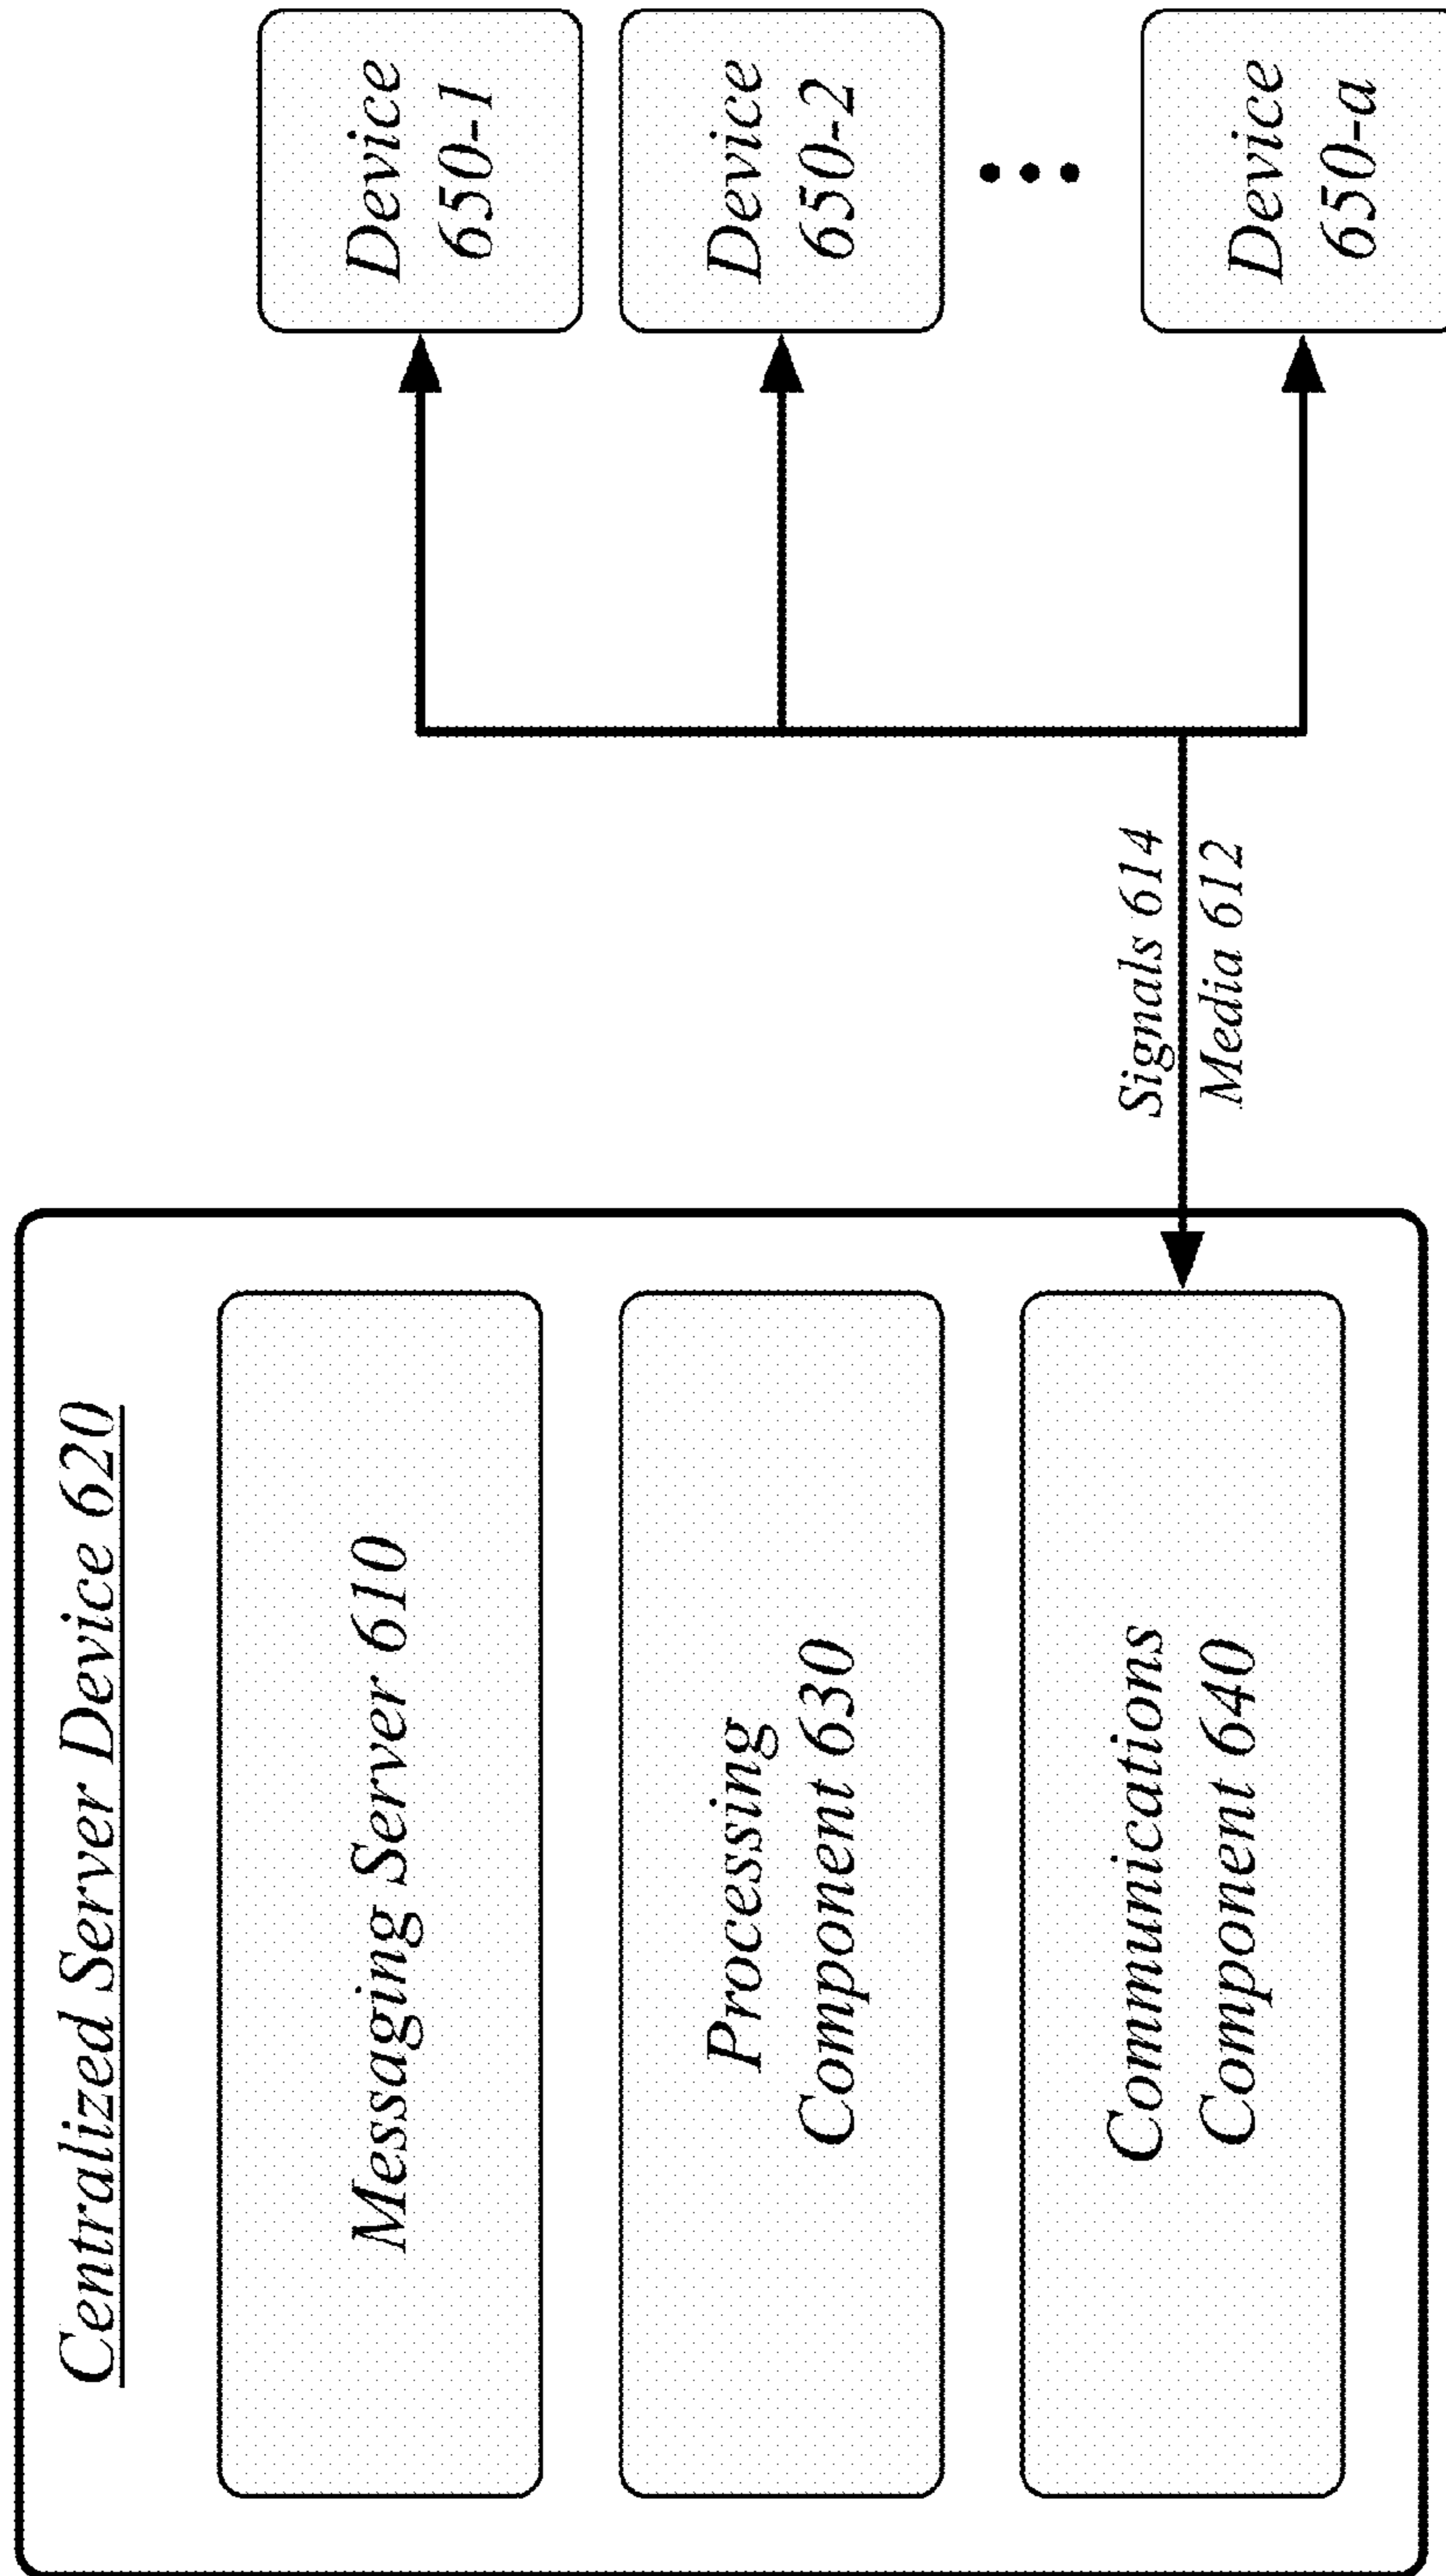 Centralized Server Device 620
Messaging Server 610
Processing
Component 630
Communications
Component 640
Signals 614
Media 612
Device
650-1
Device
650-2
Device
650-a